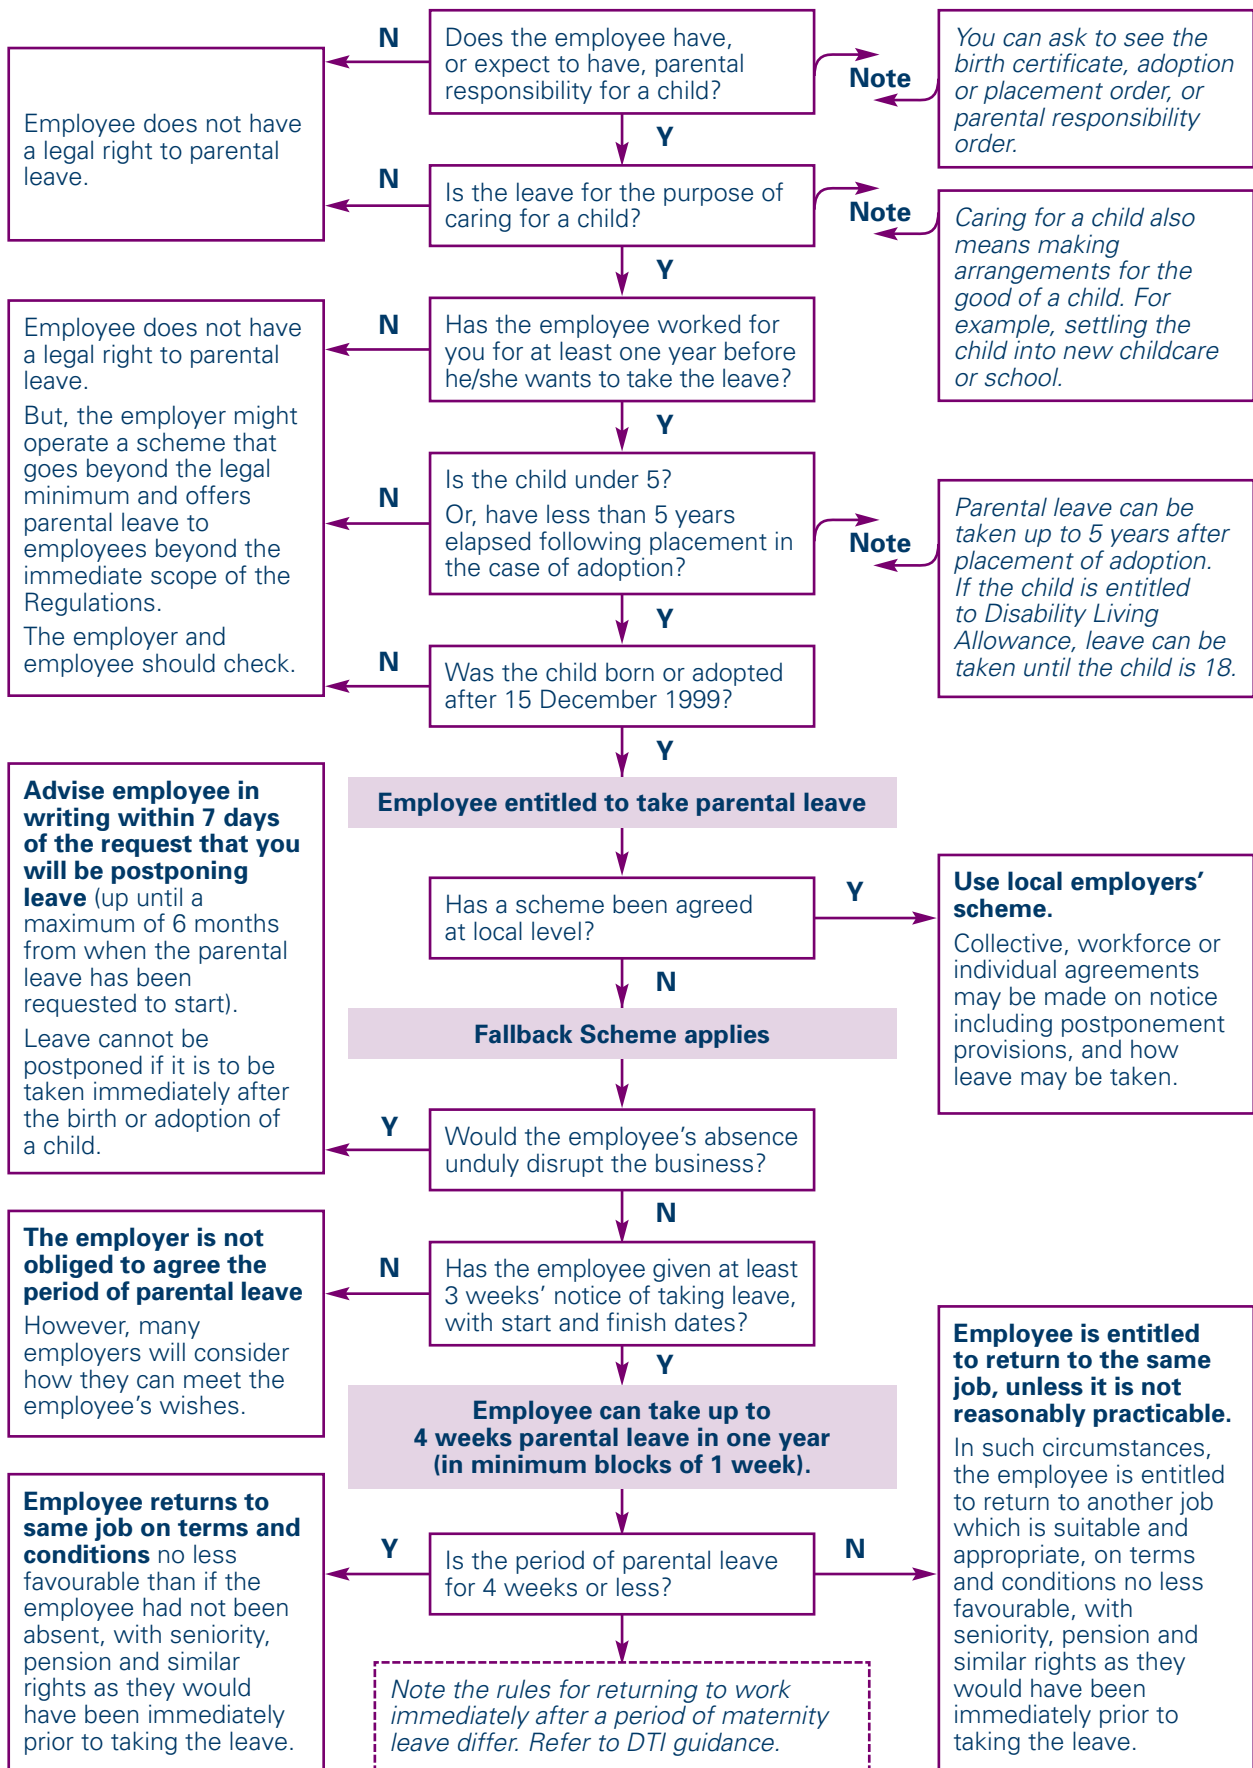 N
Does the employee have,
or expect to have, parental
responsibility for a child?
Note
You can ask to see the
birth certificate, adoption
or placement order, or
parental responsibility
order.
Employee does not have
a legal right to parental
leave.
Y
N
Is the leave for the purpose of
caring for a child?
Note
Caring for a child also
means making
arrangements for the
good of a child. For
example, settling the
child into new childcare
or school.
Y
Employee does not have
a legal right to parental
leave.
But, the employer might
operate a scheme that
goes beyond the legal
minimum and offers
parental leave to
employees beyond the
immediate scope of the
Regulations.
The employer and
employee should check.
N
Has the employee worked for
you for at least one year before
he/she wants to take the leave?
Y
N
Is the child under 5?
Or, have less than 5 years
elapsed following placement in
the case of adoption?
Note
Parental leave can be
taken up to 5 years after
placement of adoption.
If the child is entitled
to Disability Living
Allowance, leave can be
taken until the child is 18.
Y
N
Was the child born or adopted
after 15 December 1999?
Y
Employee entitled to take parental leave
Advise employee in
writing within 7 days
of the request that you
will be postponing
leave (up until a
maximum of 6 months
from when the parental
leave has been
requested to start).
Leave cannot be
postponed if it is to be
taken immediately after
the birth or adoption of
a child.
Has a scheme been agreed
at local level?
Y
Use local employers’
scheme.
Collective, workforce or
individual agreements
may be made on notice
including postponement
provisions, and how
leave may be taken.
N
Fallback Scheme applies
Y
Would the employee’s absence
unduly disrupt the business?
N
The employer is not
obliged to agree the
period of parental leave
However, many
employers will consider
how they can meet the
employee’s wishes.
N
Has the employee given at least
3 weeks’ notice of taking leave,
with start and finish dates?
Y
Employee can take up to
4 weeks parental leave in one year
(in minimum blocks of 1 week).
Employee is entitled
to return to the same
job, unless it is not
reasonably practicable.
In such circumstances,
the employee is entitled
to return to another job
which is suitable and
appropriate, on terms
and conditions no less
favourable, with
seniority, pension and
similar rights as they
would have been
immediately prior to
taking the leave.
Employee returns to
same job on terms and
conditions no less
favourable than if the
employee had not been
absent, with seniority,
pension and similar
rights as they would
have been immediately
prior to taking the leave.
Y
Is the period of parental leave
for 4 weeks or less?
N
Note the rules for returning to work
immediately after a period of maternity
leave differ. Refer to DTI guidance.